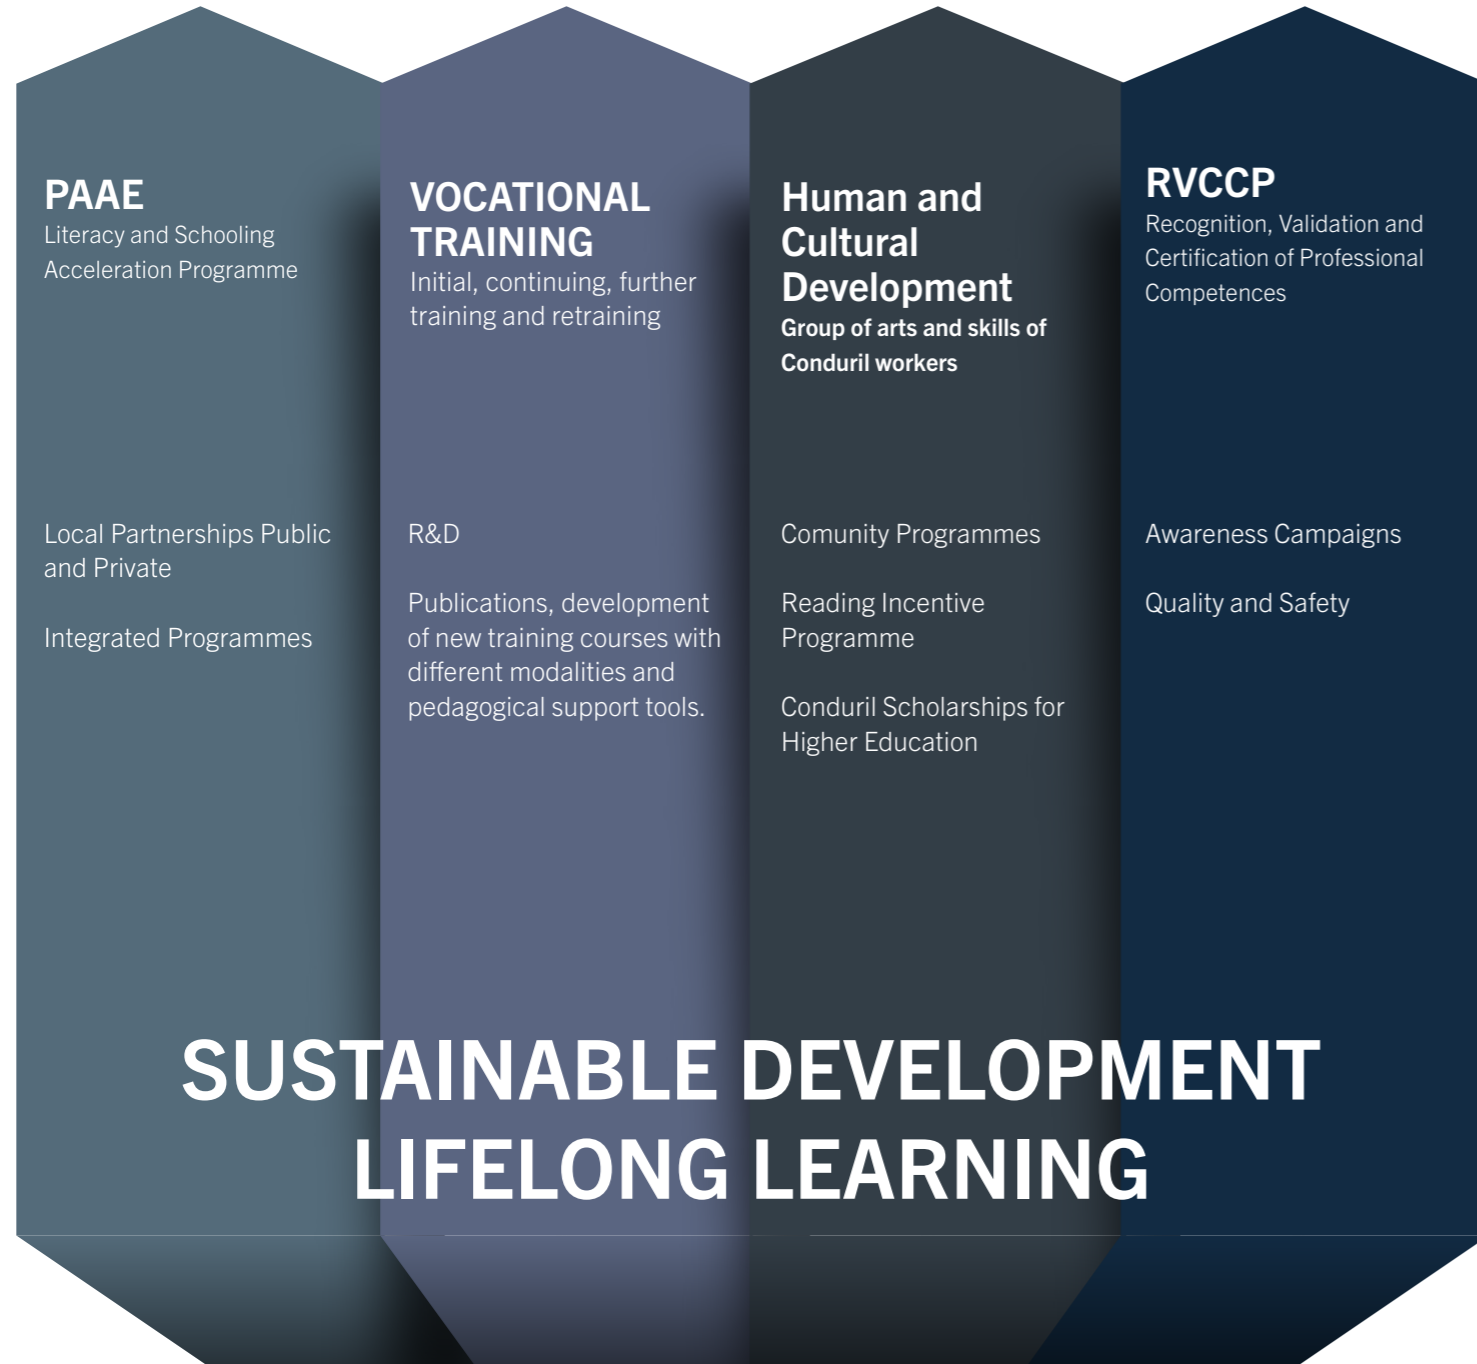 PAAE
Literacy and Schooling
Acceleration Programme
Local Partnerships Public
and Private
Integrated Programmes
VOCATIONAL
TRAINING
Initial, continuing, further
training and retraining
R&D
Publications, development
of new training courses with
different modalities and
pedagogical support tools.
Human and
Cultural
Development
Group of arts and skills of
Conduril workers
Comunity Programmes
Reading Incentive
Programme
Conduril Scholarships for
Higher Education
RVCCP
Recognition, Validation and
Certification of Professional
Competences
Awareness Campaigns
Quality and Safety
SUSTAINABLE DEVELOPMENT
LIFELONG LEARNING